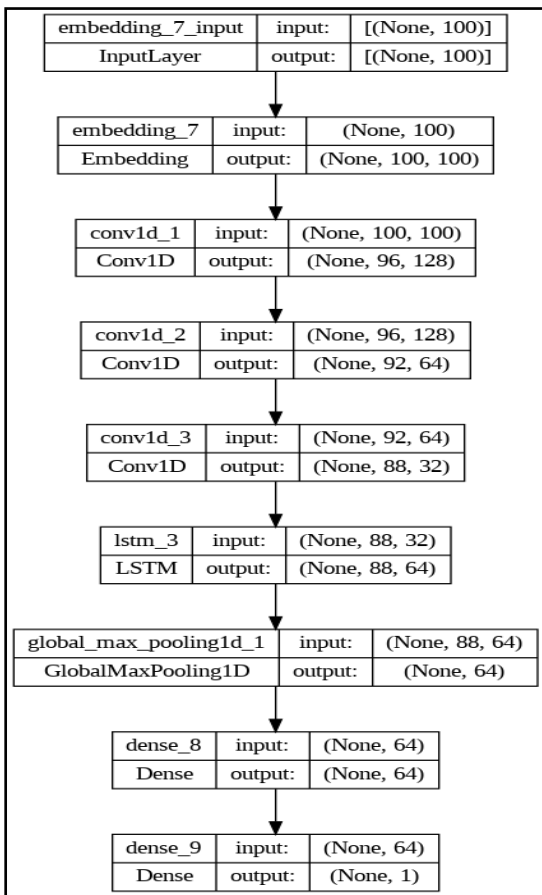 embedding_7_input input: [(None, 100)]
InputLayer output: [(None, 100)]
embedding_7 input: (None, 100)
Embedding output: (None, 100, 100)
conv1d_1 input: (None, 100, 100)
Conv1D output: (None, 96, 128)
conv1d_2 input: (None, 96, 128)
Conv1D output: (None, 92, 64)
conv1d_3 input: (None, 92, 64)
Conv1D output: (None, 88, 32)
lstm_3 input: (None, 88, 32)
LSTM output: (None, 88, 64)
global_max_pooling1d_1 input: (None, 88, 64)
GlobalMaxPooling1D output: (None, 64)
dense_8 input: (None, 64)
Dense output: (None, 64)
dense_9 input: (None, 64)
Dense output: (None, 1)